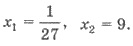 x₁ = 1/27, x₂ = 9.